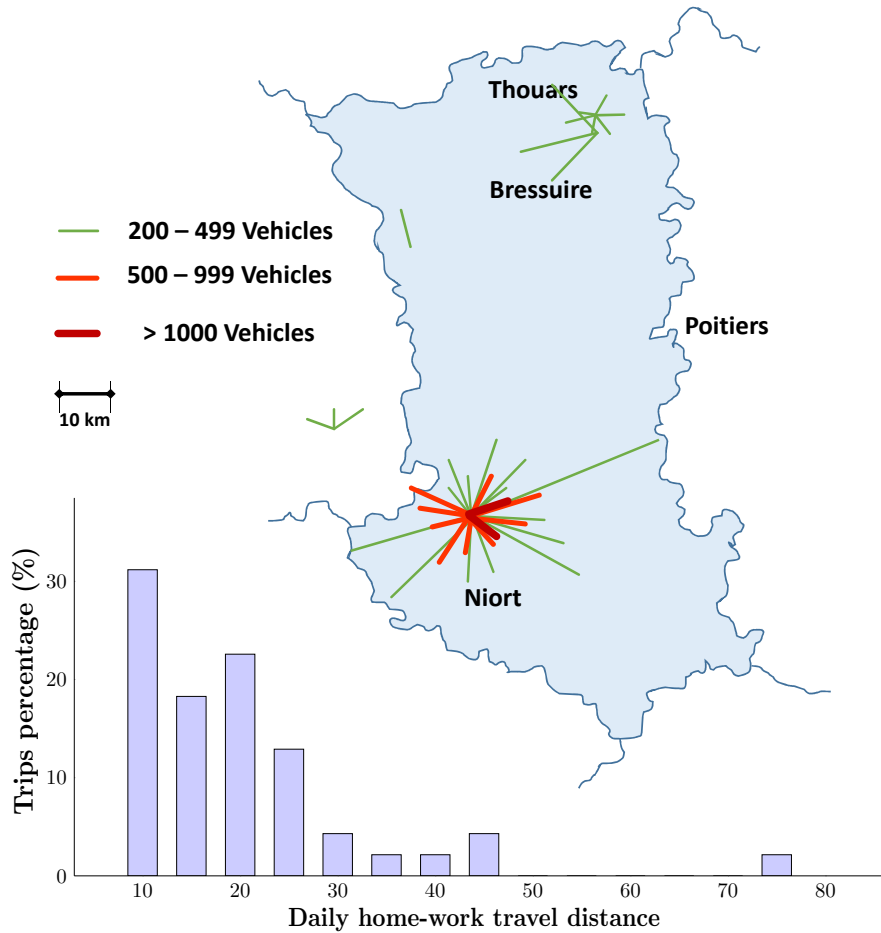 Thouars
Bressuire
200 – 499 Vehicles
500 – 999 Vehicles
> 1000 Vehicles
Poitiers
10 km
Niort
Trips percentage (%)
30
20
10
0
10 20 30 40 50 60 70 80
Daily home-work travel distance